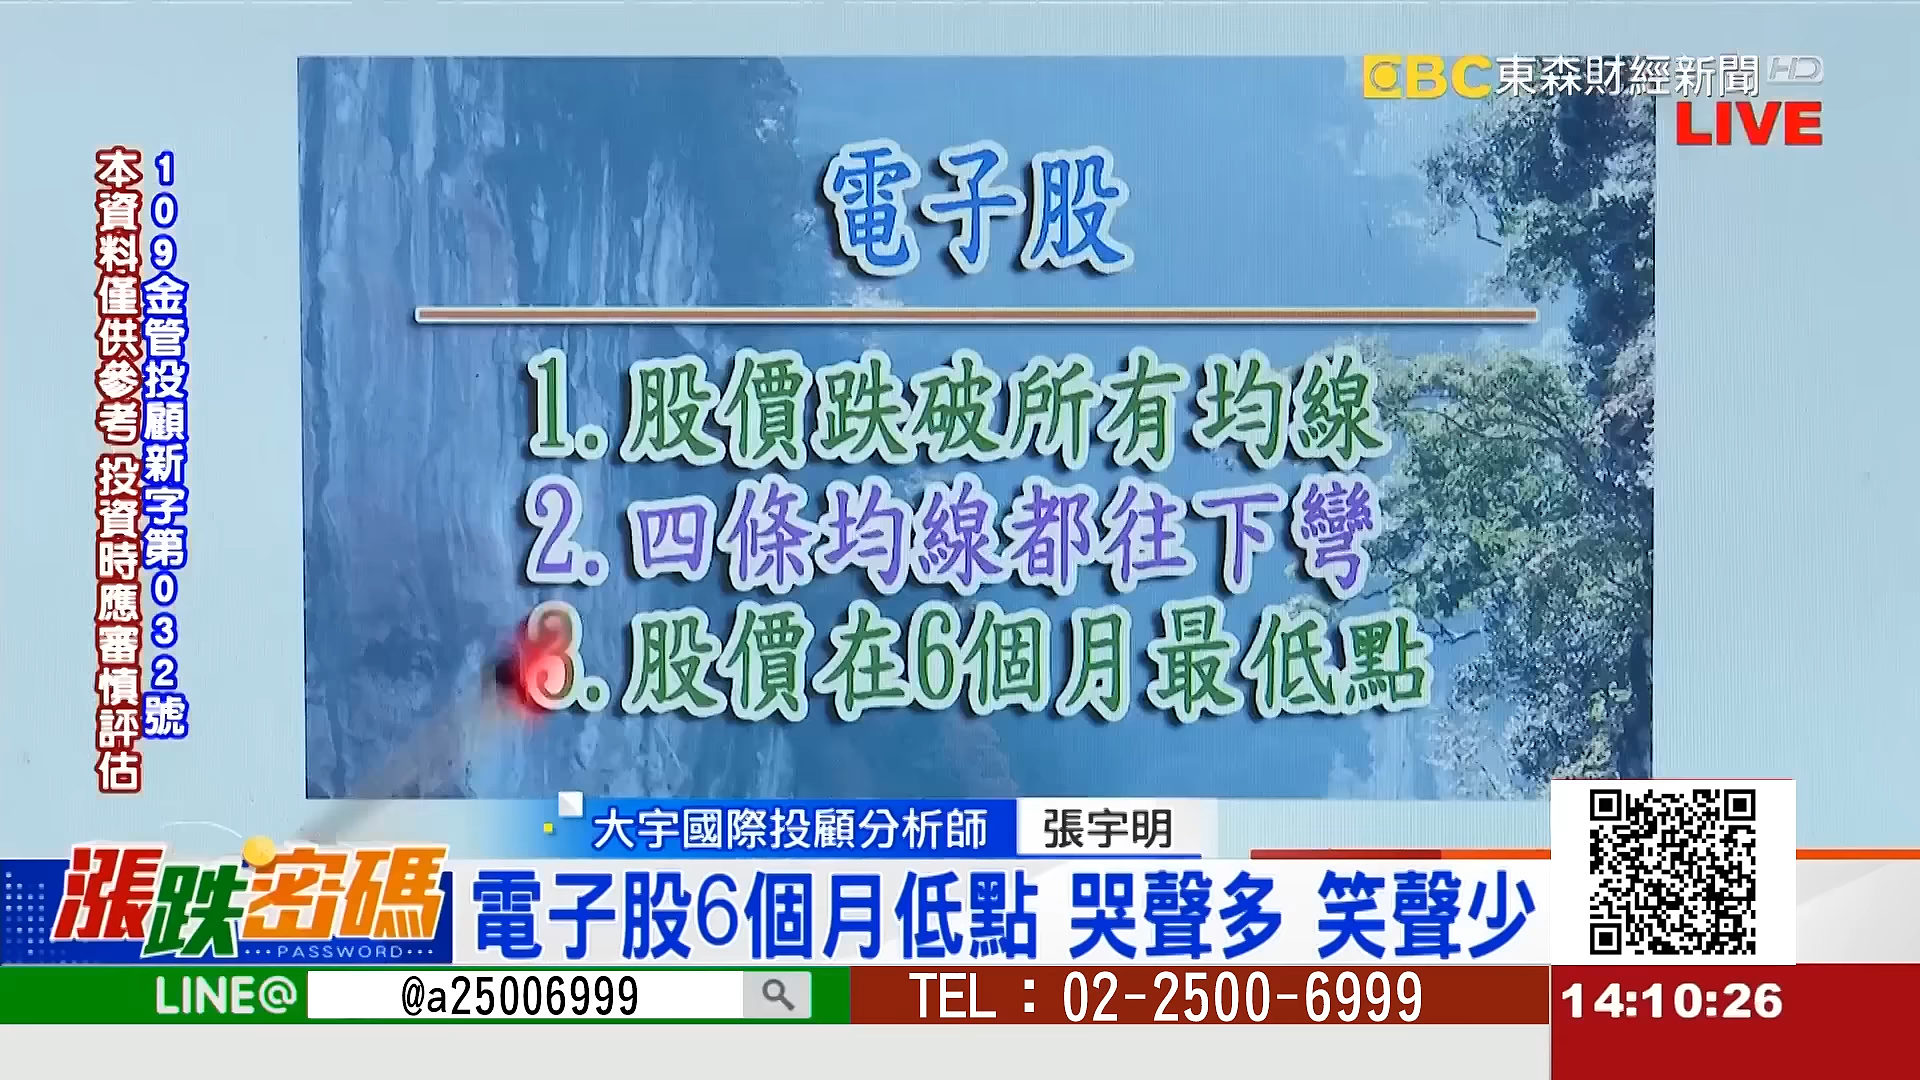 EBC東森財經新聞HD
LIVE
109金管投顧新字第032號
本資料僅供參考 投資時應審慎評估
電子股
1.股價跌破所有均線
2.四條均線都往下彎
3.股價在6個月最低點
大宇國際投顧分析師 張宇明
漲跌密碼
PASSWORD
電子股6個月低點 哭聲多 笑聲少
LINE@ @a25006999
TEL：02-2500-6999
14:10:26